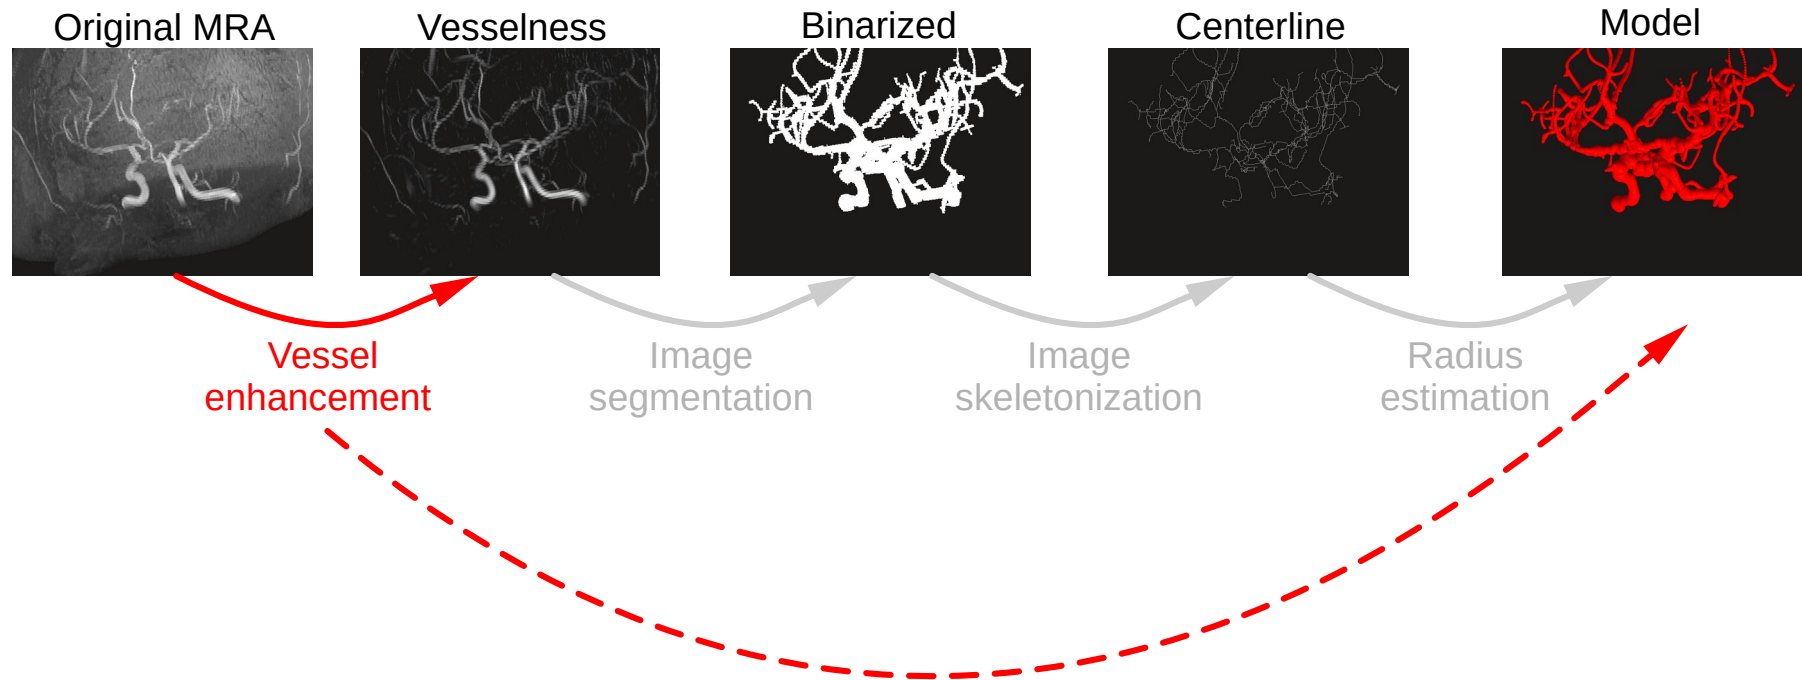 Original MRA
Vesselness
Binarized
Centerline
Model
Vessel
enhancement
Image
segmentation
Image
skeletonization
Radius
estimation